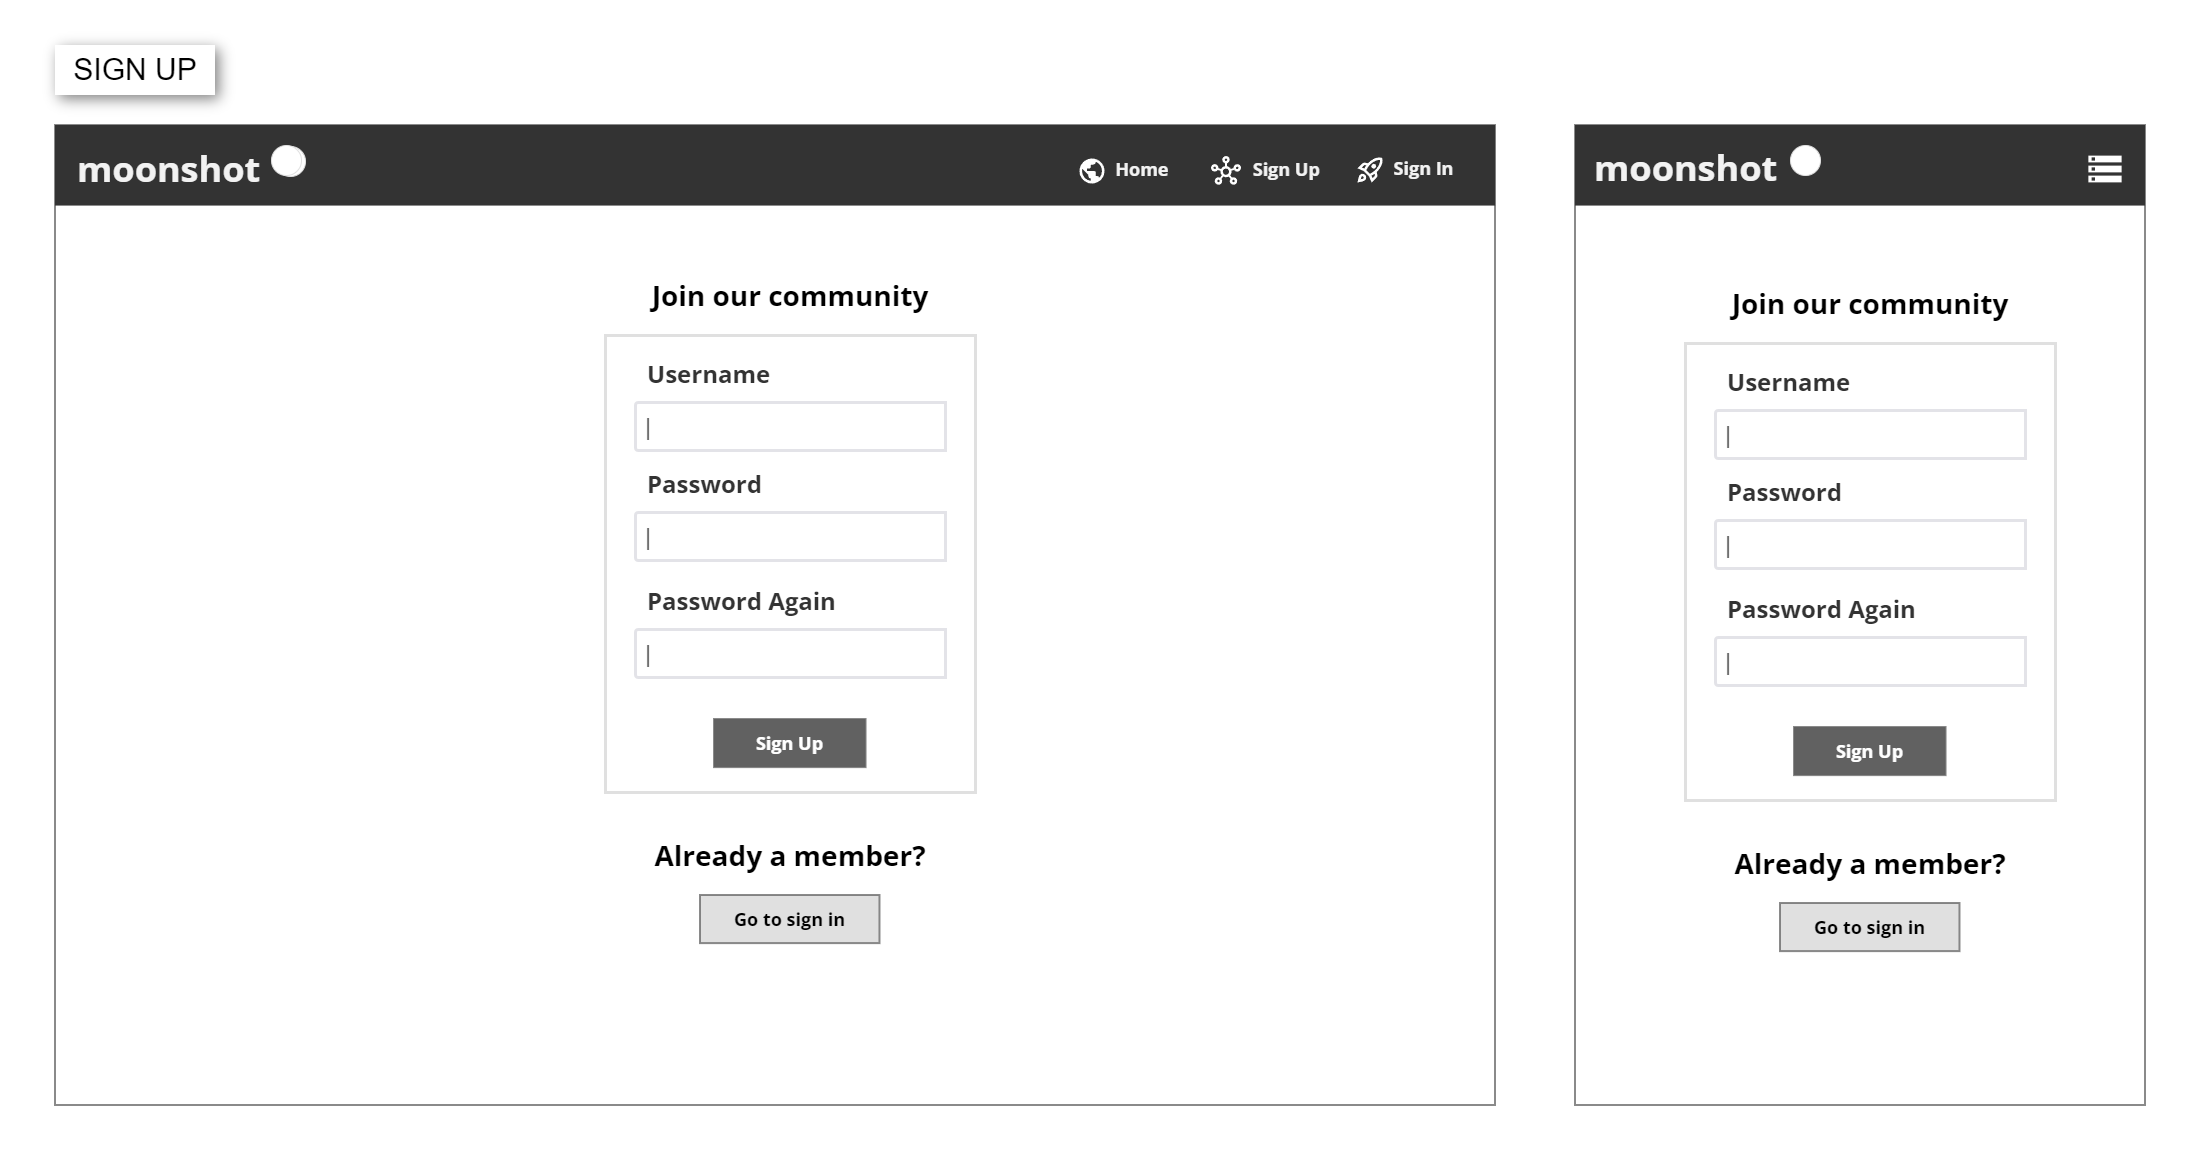 SIGN UP
moonshot
Home
Sign Up
Sign In
Join our community
Username
Password
Password Again
Sign Up
Already a member?
Go to sign in
moonshot
Join our community
Username
Password
Password Again
Sign Up
Already a member?
Go to sign in